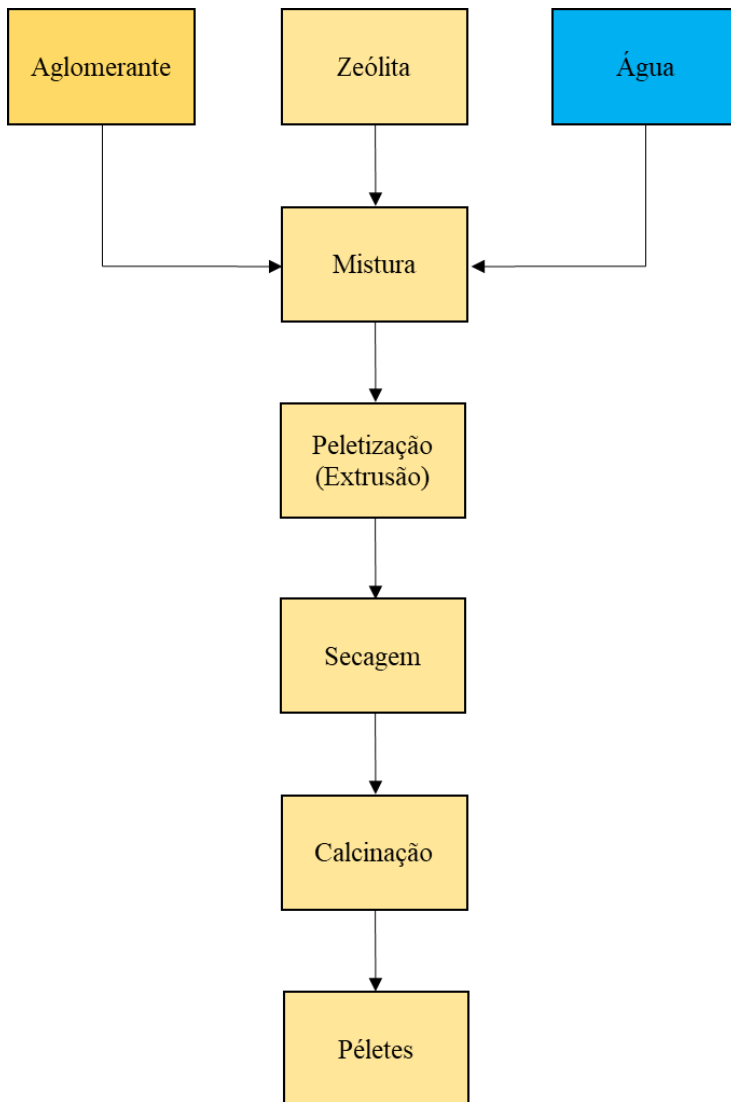 Aglomerante
Zeólita
Água
Mistura
Peletização
(Extrusão)
Secagem
Calcinação
Péletes